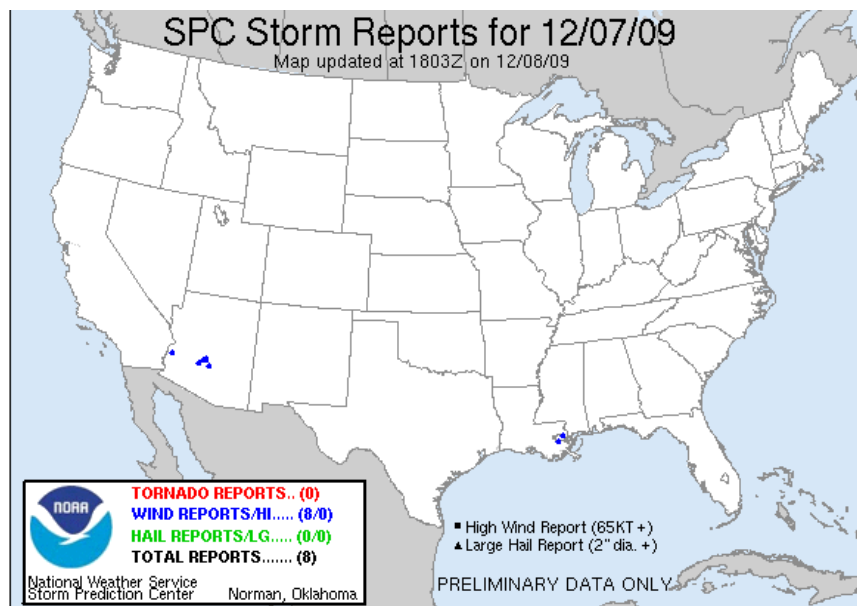 SPC Storm Reports for 12/07/09
Map updated at 1803Z on 12/08/09
NOAA
TORNADO REPORTS.. (0)
WIND REPORTS/HI..... (8/0)
HAIL REPORTS/LG..... (0/0)
TOTAL REPORTS....... (8)
National Weather Service
Storm Prediction Center Norman, Oklahoma
High Wind Report (65KT +)
Large Hail Report (2" dia. +)
PRELIMINARY DATA ONLY